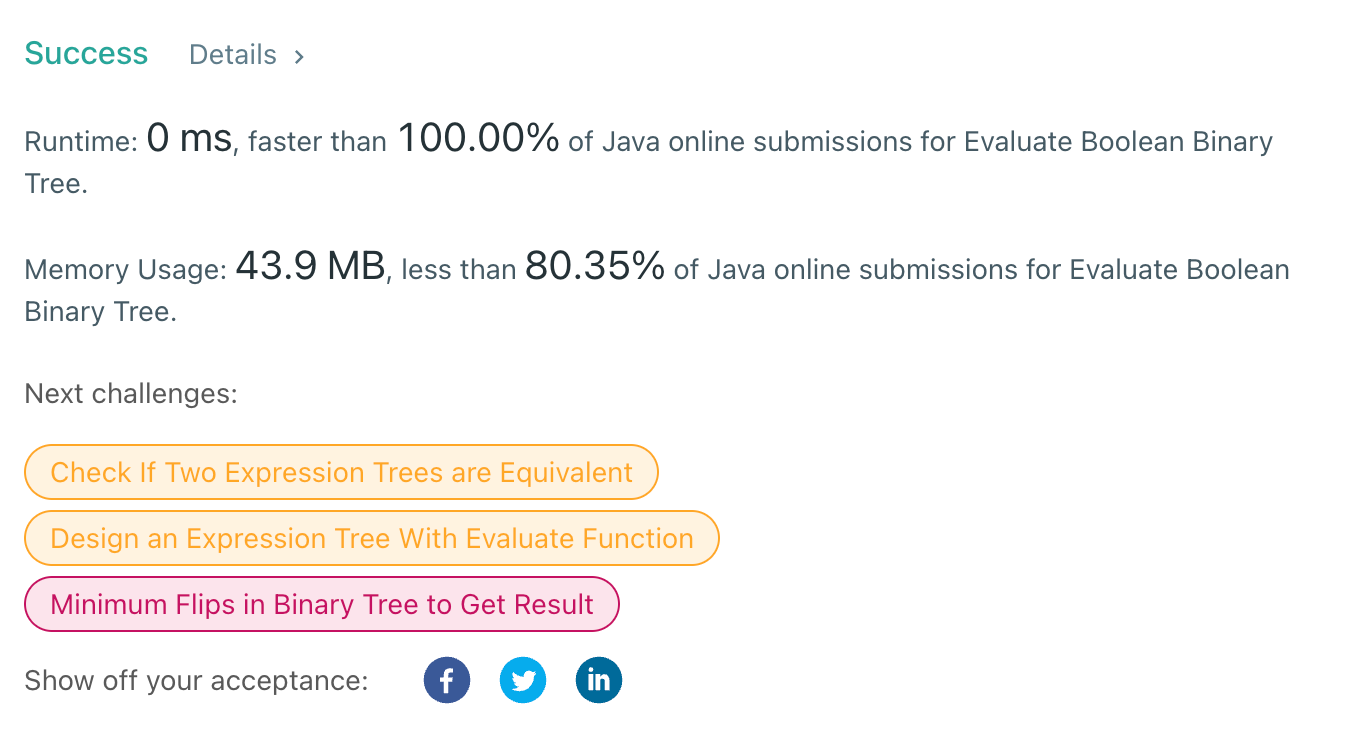 Success Details >
Runtime: 0 ms, faster than 100.00% of Java online submissions for Evaluate Boolean Binary
Tree.
Memory Usage: 43.9 MB, less than 80.35% of Java online submissions for Evaluate Boolean
Binary Tree.
Next challenges:
Check If Two Expression Trees are Equivalent
Design an Expression Tree With Evaluate Function
Minimum Flips in Binary Tree to Get Result
Show off your acceptance: f in